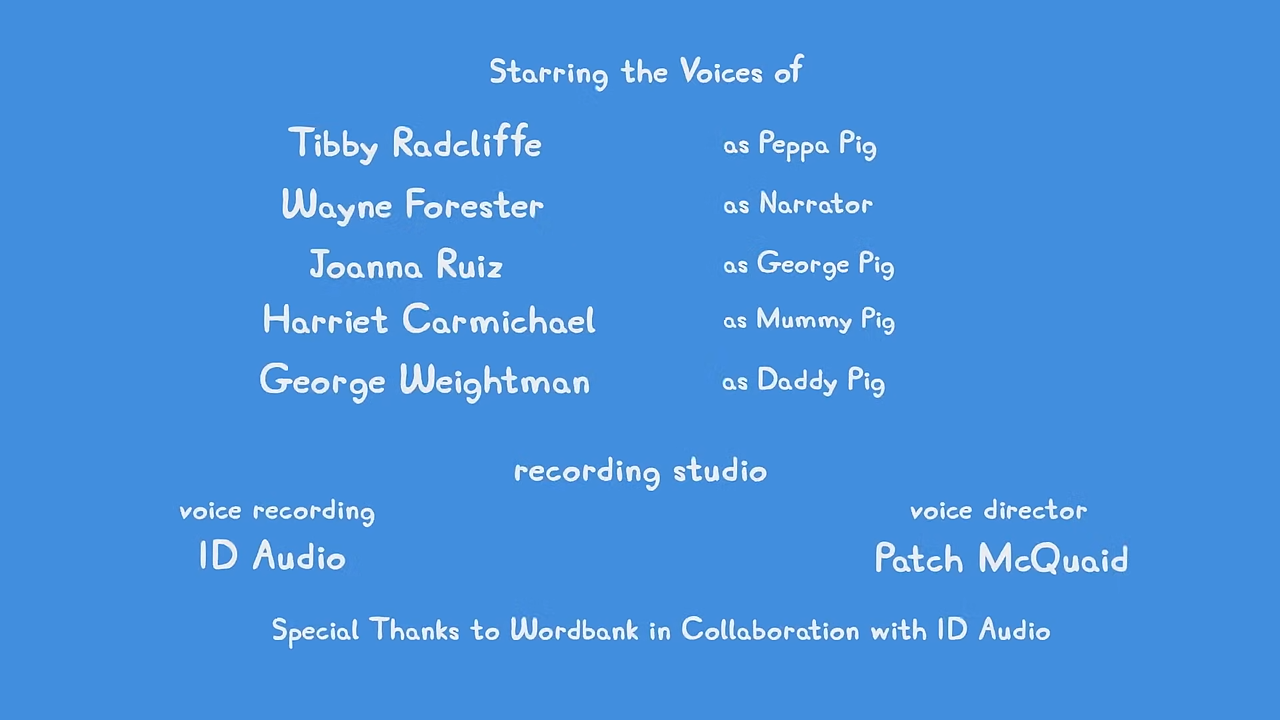 Starring the Voices of
Tibby Radcliffe as Peppa Pig
Wayne Forester as Narrator
Joanna Ruiz as George Pig
Harriet Carmichael as Mummy Pig
George Weightman as Daddy Pig
recording studio
voice recording voice director
ID Audio Patch McQuaid
Special Thanks to Wordbank in Collaboration with ID Audio